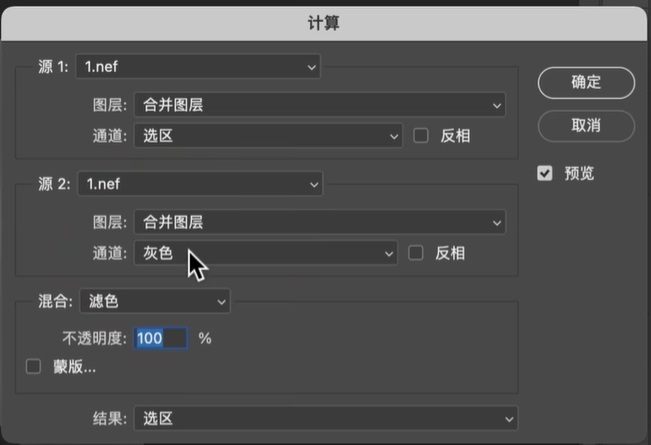 计算
源 1: 1.nef
图层: 合并图层
通道: 选区 反相
源 2: 1.nef
图层: 合并图层
通道: 灰色 反相
混合: 滤色
不透明度: 100 %
蒙版...
结果: 选区
确定
取消
预览